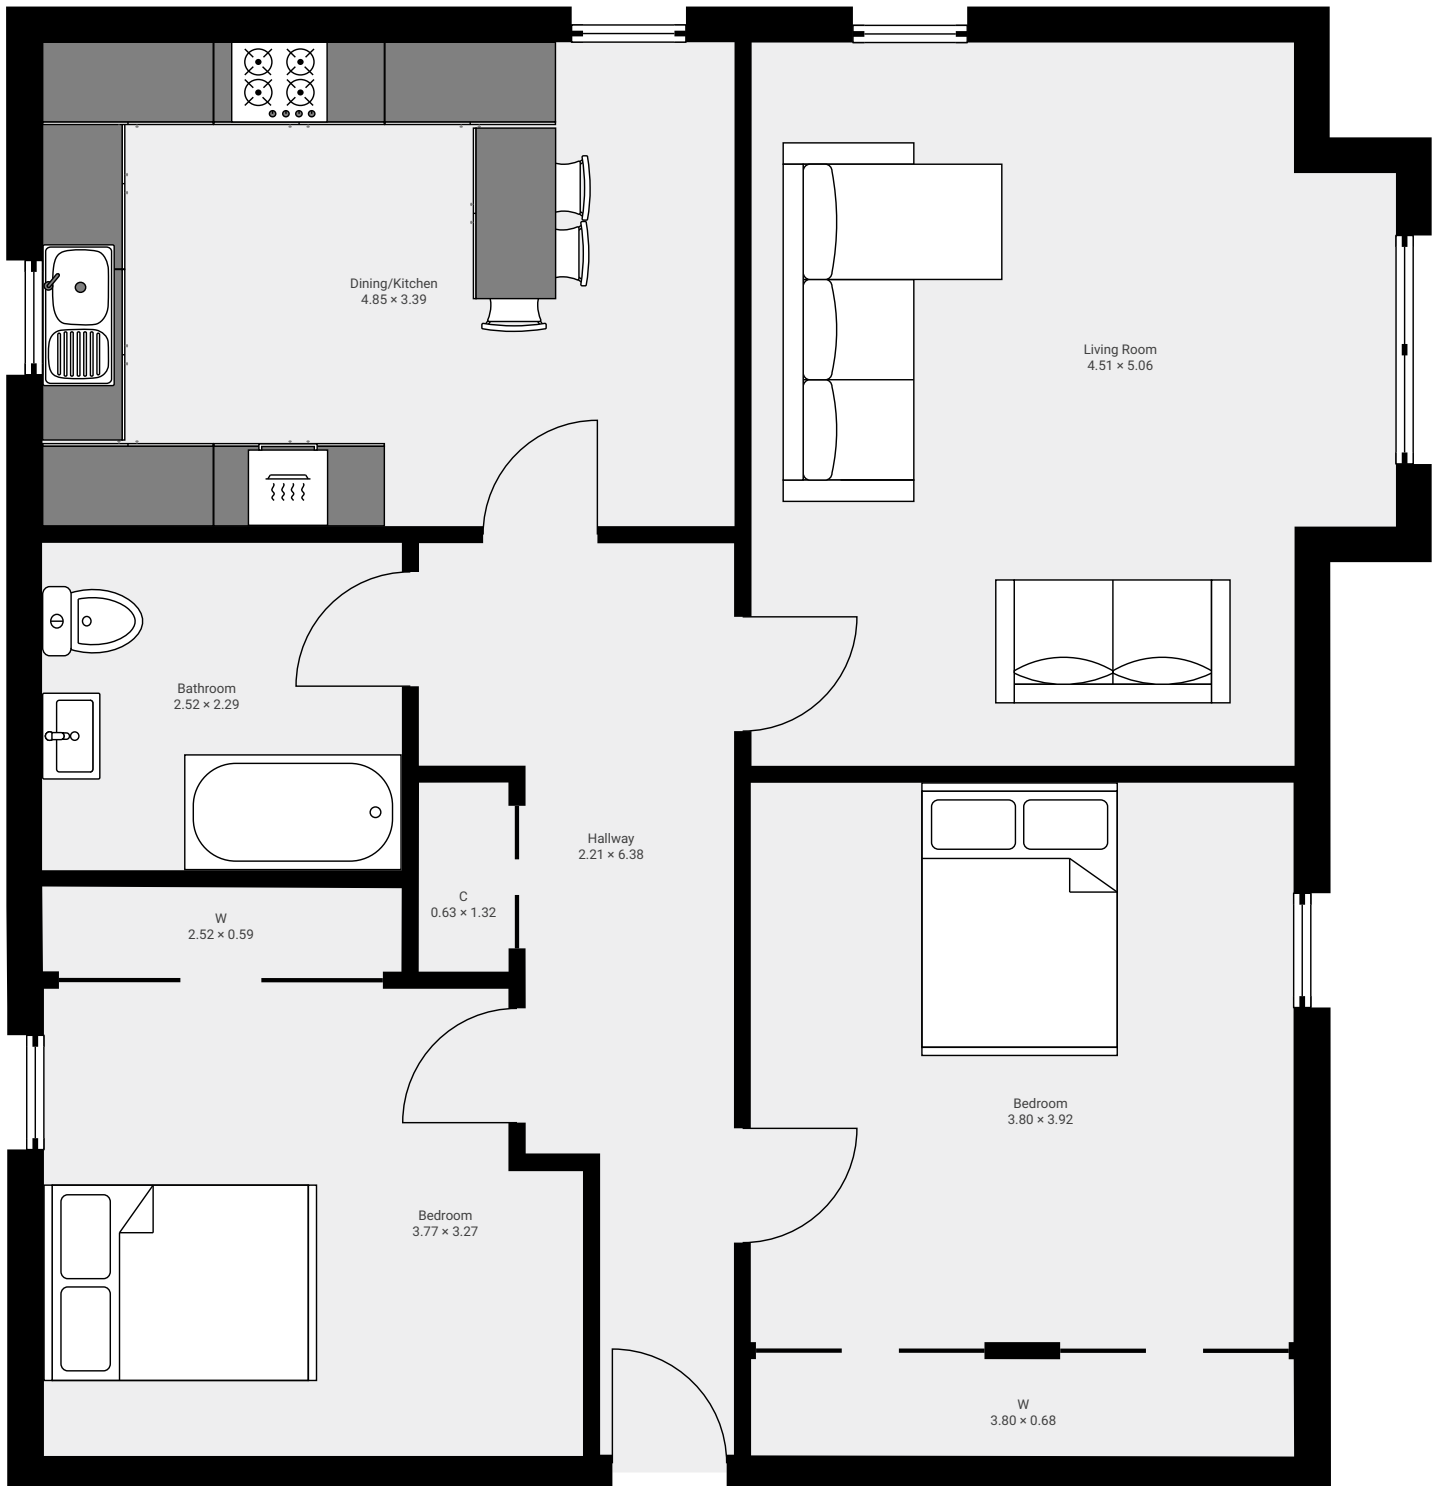 Dining/Kitchen
4.85 × 3.39
Living Room
4.51 × 5.06
Bathroom
2.52 × 2.29
Hallway
2.21 × 6.38
C
0.63 × 1.32
W
2.52 × 0.59
Bedroom
3.80 × 3.92
Bedroom
3.77 × 3.27
W
3.80 × 0.68